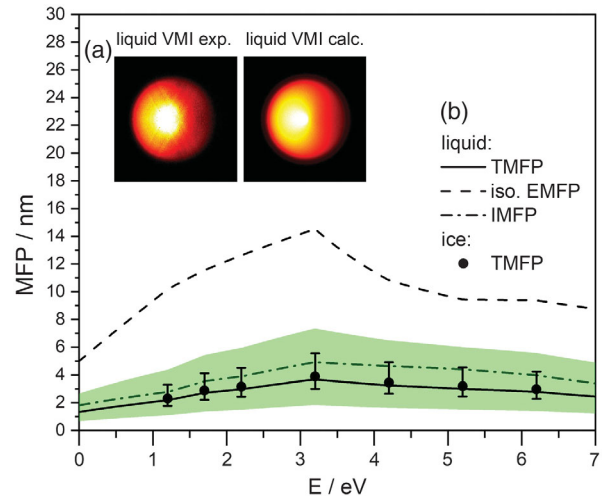 (a)
liquid VMI exp. liquid VMI calc.
(b)
liquid:
TMFP
iso. EMFP
IMFP
ice:
TMFP
MFP / nm
30
28
26
24
22
20
18
16
14
12
10
8
6
4
2
0
0 1 2 3 4 5 6 7
E / eV